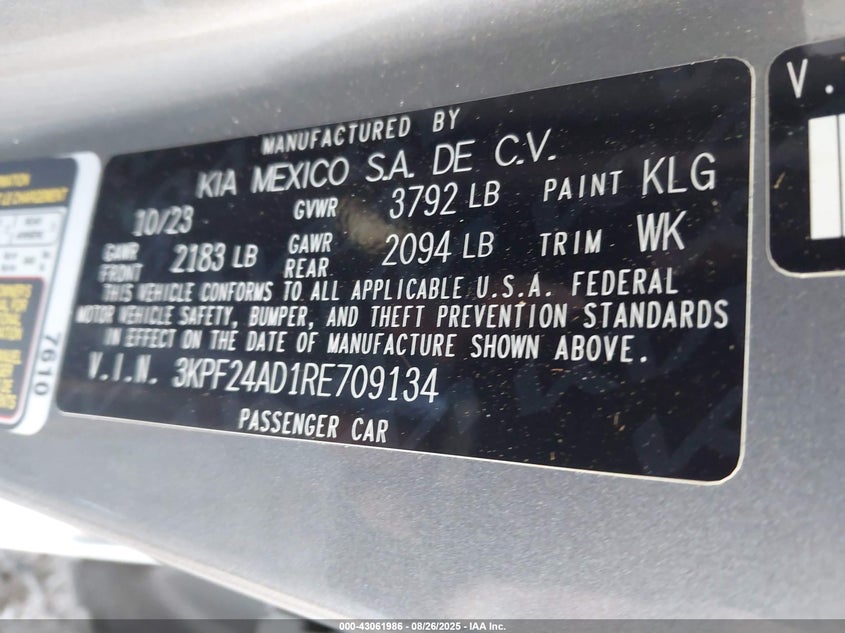 MANUFACTURED BY
KIA MEXICO S.A. DE C.V.
10/23 GVWR 3792 LB PAINT KLG
GAWR FRONT 2183 LB GAWR REAR 2094 LB TRIM WK
THIS VEHICLE CONFORMS TO ALL APPLICABLE U.S.A. FEDERAL
MOTOR VEHICLE SAFETY, BUMPER, AND THEFT PREVENTION STANDARDS
IN EFFECT ON THE DATE OF MANUFACTURE SHOWN ABOVE.
V.I.N. 3KPF24AD1RE709134
PASSENGER CAR
7610
V.
000-43061986 - 08/26/2025 - IAA Inc.